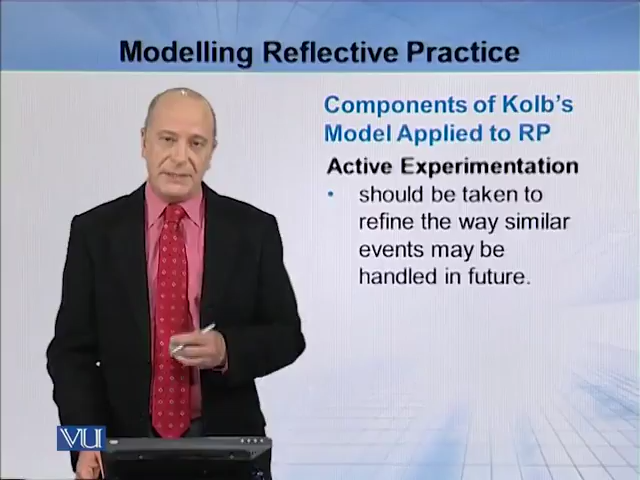 Modelling Reflective Practice
Components of Kolb's
Model Applied to RP
Active Experimentation
• should be taken to
refine the way similar
events may be
handled in future.
VU